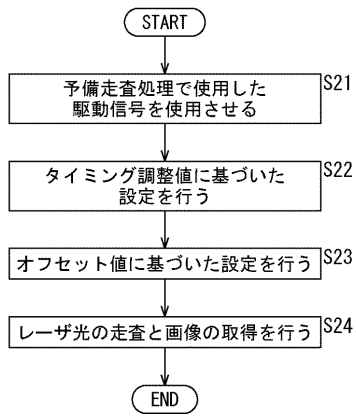 START
予備走査処理で使用した S21
駆動信号を使用させる
タイミング調整値に基づいた S22
設定を行う
オフセット値に基づいた設定を行う S23
レーザ光の走査と画像の取得を行う S24
END